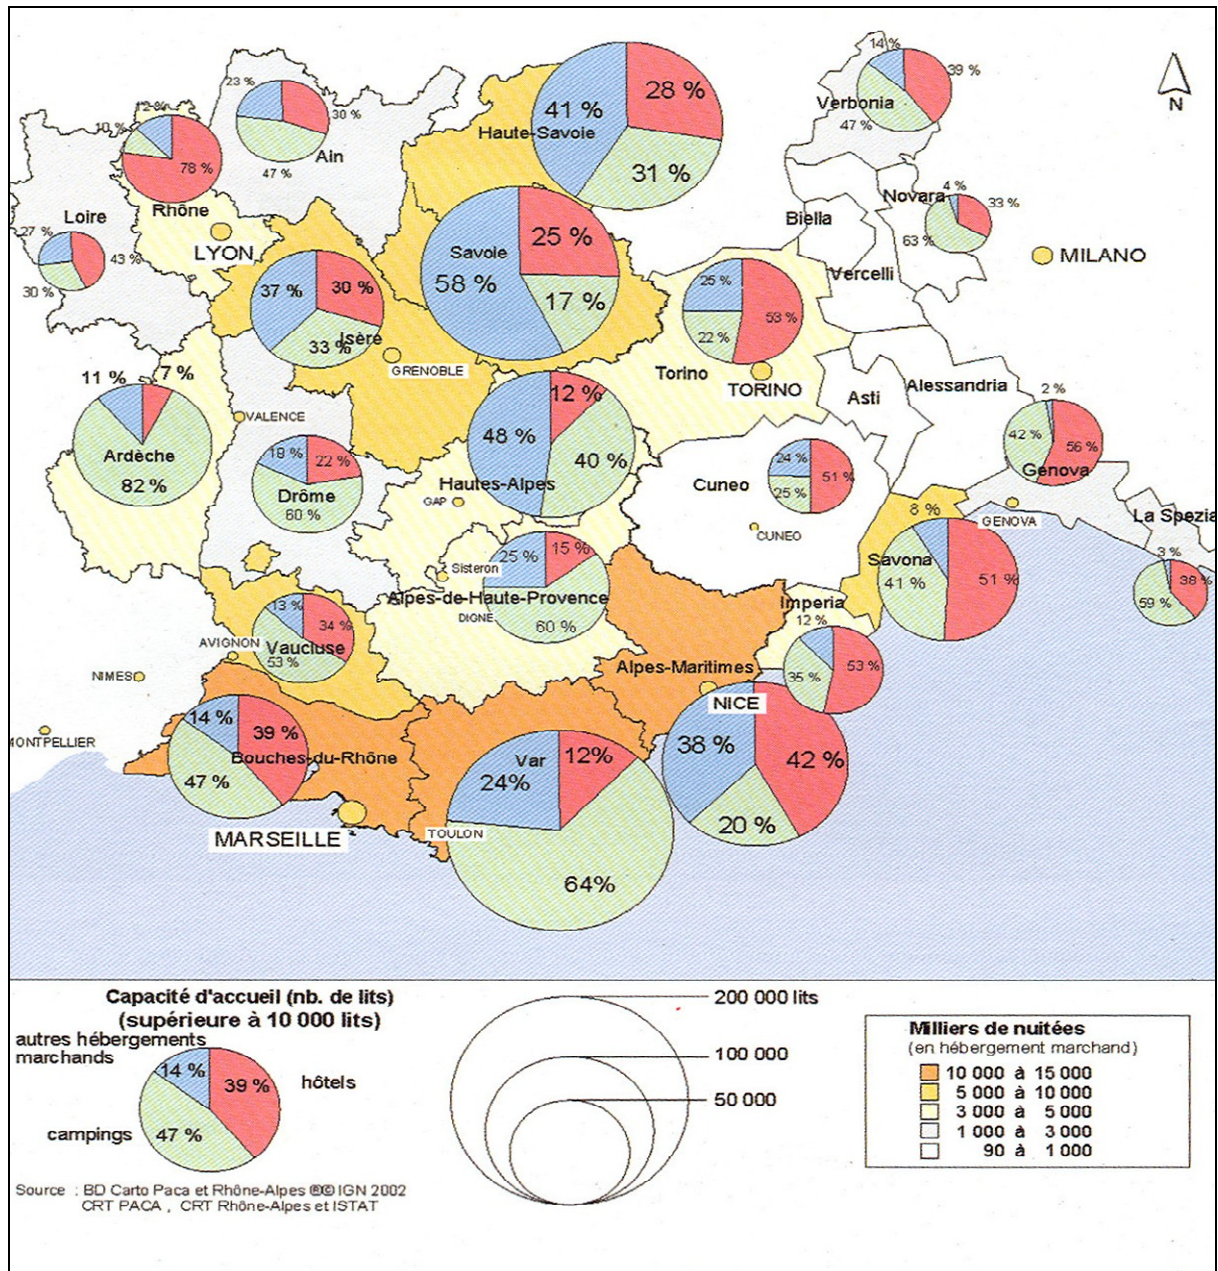 14 %
39 %
Verbonia
47 %
N
23 %
30 %
Ain
47 %
41 %
28 %
Haute-Savoie
31 %
12 %
10 %
78 %
Rhône
LYON
4 %
Novara
33 %
63 %
Biella
Vercelli
MILANO
Loire
27 %
43 %
30 %
Savoie
25 %
58 %
17 %
37 %
30 %
33 %
Isère
GRENOBLE
25 %
53 %
22 %
Torino
TORINO
Asti
Alessandria
11 %
7 %
Ardèche
82 %
VALENCE
12 %
48 %
40 %
Hautes-Alpes
GAP
2 %
42 %
56 %
Genova
GENOVA
22 %
Drôme
60 %
24 %
51 %
25 %
Cuneo
CUNEO
La Spezia
3 %
38 %
59 %
8 %
Savona
41 %
51 %
Sisteron
25 %
15 %
Alpes-de-Haute-Provence
DIGNE
60 %
Imperia
12 %
35 %
53 %
13 %
34 %
AVIGNON
Vaucluse
53 %
NIMES
MONTPELLIER
Alpes-Maritimes
NICE
38 %
42 %
20 %
14 %
39 %
Bouches-du-Rhône
47 %
MARSEILLE
Var
12%
24%
TOULON
64%
Capacité d'accueil (nb. de lits)
(supérieure à 10 000 lits)
autres hébergements
marchands
14 %
39 %
hôtels
campings
47 %
200 000 lits
100 000
50 000
Milliers de nuitées
(en hébergement marchand)
10 000 à 15 000
5 000 à 10 000
3 000 à 5 000
1 000 à 3 000
90 à 1 000
Source : BD Carto Paca et Rhône-Alpes ®© IGN 2002
CRT PACA , CRT Rhône-Alpes et ISTAT